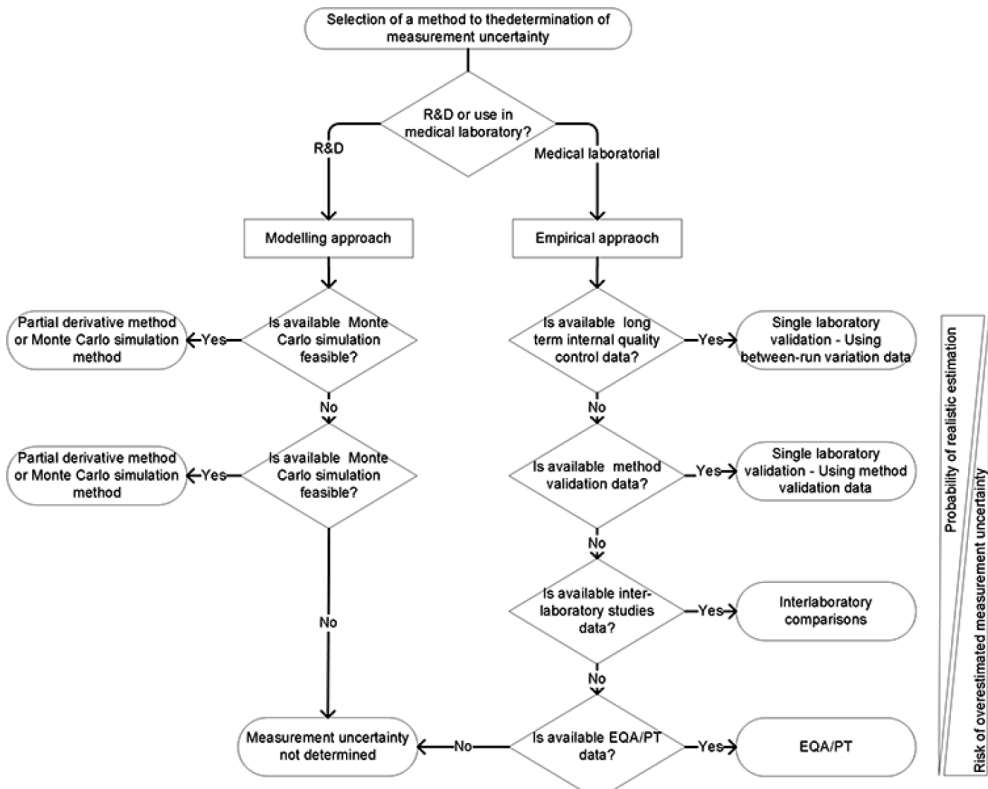 Selection of a method to thedetermination of
measurement uncertainty
R&D or use in
medical laboratory?
R&D
Medical laboratorial
Modelling approach
Empirical appraoch
Partial derivative method
or Monte Carlo simulation
method
Yes
Is available Monte
Carlo simulation
feasible?
Is available long
term internal quality
control data?
Yes
Single laboratory
validation - Using
between-run variation data
No
No
Partial derivative method
or Monte Carlo simulation
method
Yes
Is available Monte
Carlo simulation
feasible?
Is available method
validation data?
Yes
Single laboratory
validation - Using method
validation data
No
No
Is available inter-
laboratory studies
data?
Yes
Interlaboratory
comparisons
No
Measurement uncertainty
not determined
No
Is available EQA/PT
data?
Yes
EQA/PT
Probability of realistic estimation
Risk of overestimated measurement uncertainty